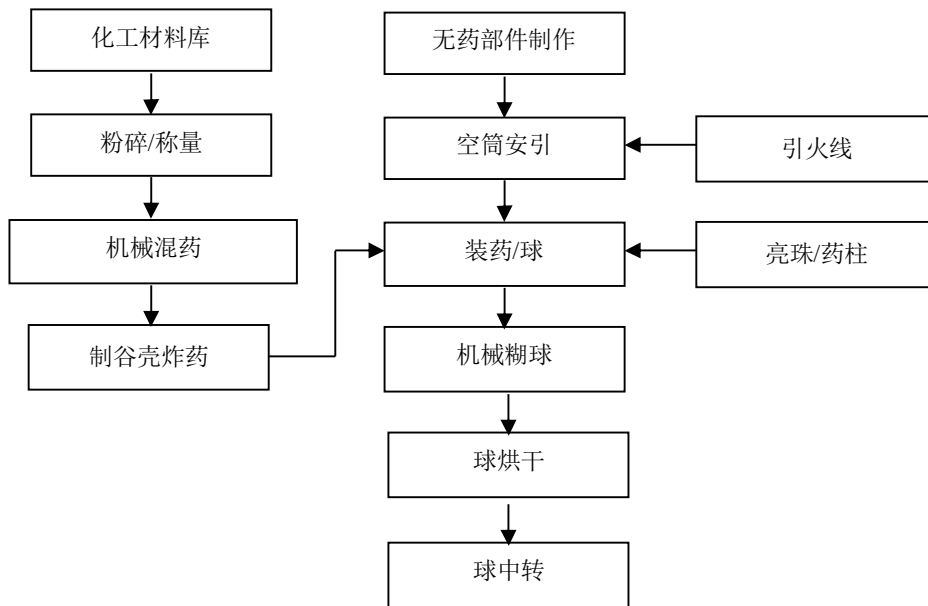 化工材料库
无药部件制作
粉碎/称量
空筒安引
引火线
机械混药
装药/球
亮珠/药柱
制谷壳炸药
机械糊球
球烘干
球中转